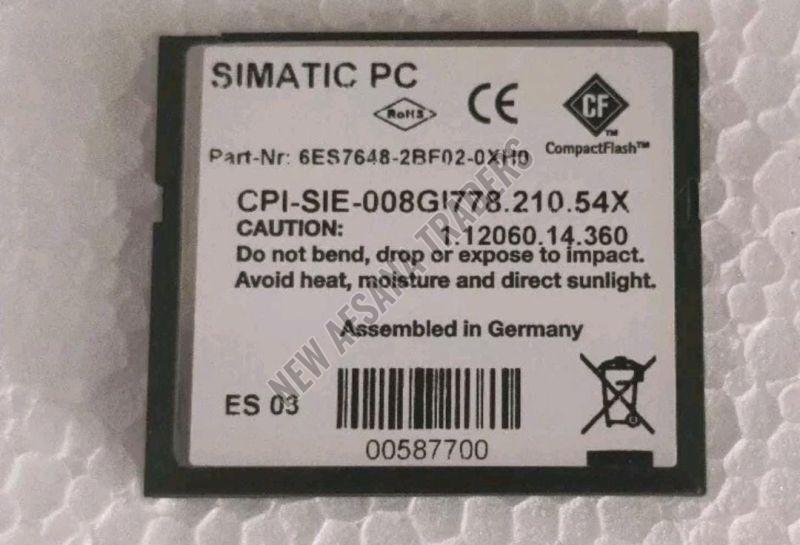 SIMATIC PC
RoHS
CF
™
CompactFlash™
Part-Nr: 6ES7648-2BF02-0XH0
CPI-SIE-008GI778.210.54X
CAUTION: 1.12060.14.360
Do not bend, drop or expose to impact.
Avoid heat, moisture and direct sunlight.
Assembled in Germany
ES 03
00587700
NEW AFSANA TRADERS